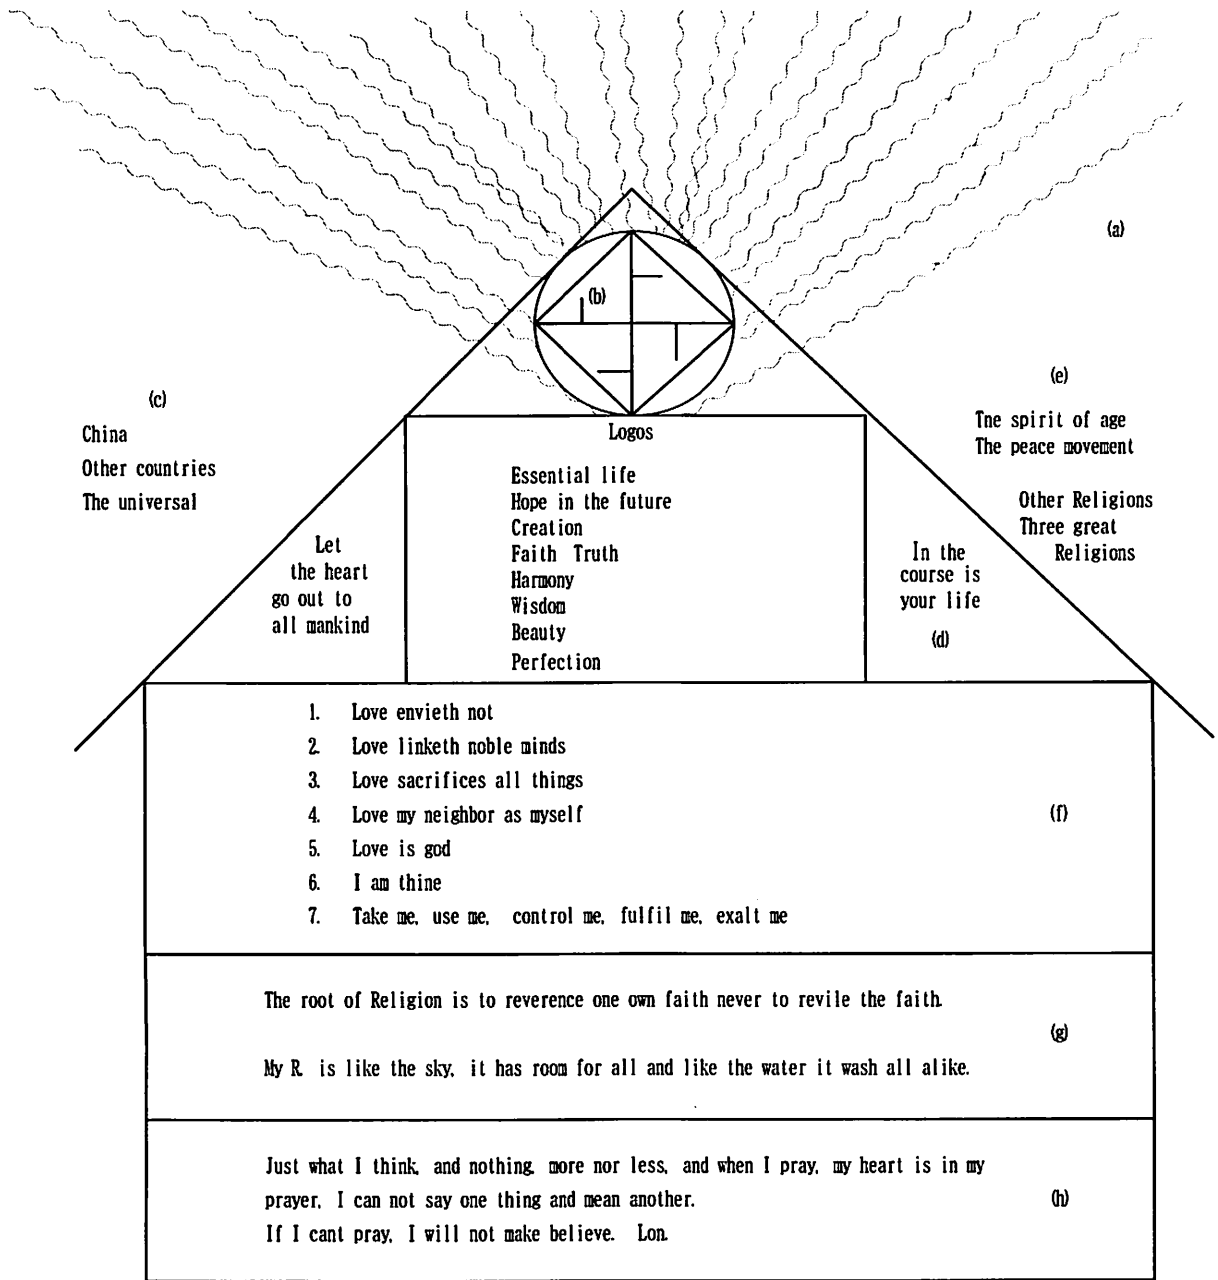 (a)
(b)
(c)
China
Other countries
The universal
(e)
Tne spirit of age
The peace movement
Other Religions
Three great
Religions
Logos
Essential life
Hope in the future
Creation
Faith Truth
Harmony
Wisdom
Beauty
Perfection
Let
the heart
go out to
all mankind
In the
course is
your life
(d)
1. Love envieth not
2. Love linketh noble minds
3. Love sacrifices all things
4. Love my neighbor as myself
5. Love is god
6. I am thine
7. Take me, use me, control me, fulfil me, exalt me
(f)
The root of Religion is to reverence one own faith never to revile the faith.
(g)
My R. is like the sky, it has room for all and like the water it wash all alike.
Just what I think, and nothing, more nor less, and when I pray, my heart is in my
prayer, I can not say one thing and mean another.
(h)
If I cant pray, I will not make believe. Lon.